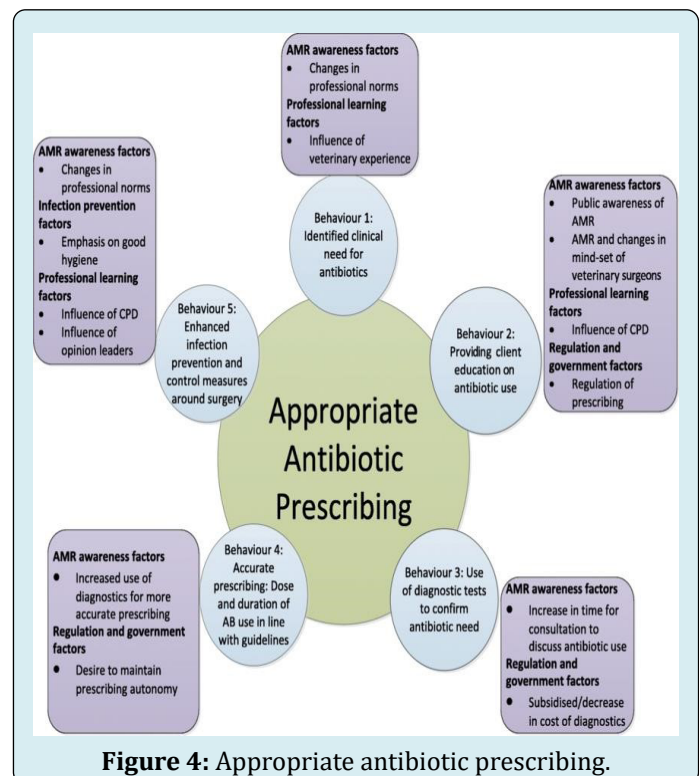 AMR awareness factors
• Changes in
professional norms
Professional learning
factors
• Influence of
veterinary experience
Behaviour 1:
Identified clinical
need for
antibiotics
AMR awareness factors
• Public awareness of
AMR
• AMR and changes in
mind-set of
veterinary surgeons
Professional learning
factors
• Influence of CPD
Regulation and
government factors
• Regulation of
prescribing
Behaviour 2:
Providing client
education on
antibiotic use
AMR awareness factors
• Increase in time for
consultation to
discuss antibiotic use
Regulation and
government factors
• Subsidised/decrease
in cost of diagnostics
Behaviour 3: Use
of diagnostic tests
to confirm
antibiotic need
AMR awareness factors
• Increased use of
diagnostics for more
accurate prescribing
Regulation and government
factors
• Desire to maintain
prescribing autonomy
Behaviour 4:
Accurate
prescribing: Dose
and duration of
AB use in line
with guidelines
AMR awareness factors
• Changes in
professional norms
Infection prevention
factors
• Emphasis on good
hygiene
Professional learning
factors
• Influence of CPD
• Influence of
opinion leaders
Behaviour 5:
Enhanced
infection
prevention and
control measures
around surgery
Appropriate
Antibiotic
Prescribing
Figure 4: Appropriate antibiotic prescribing.